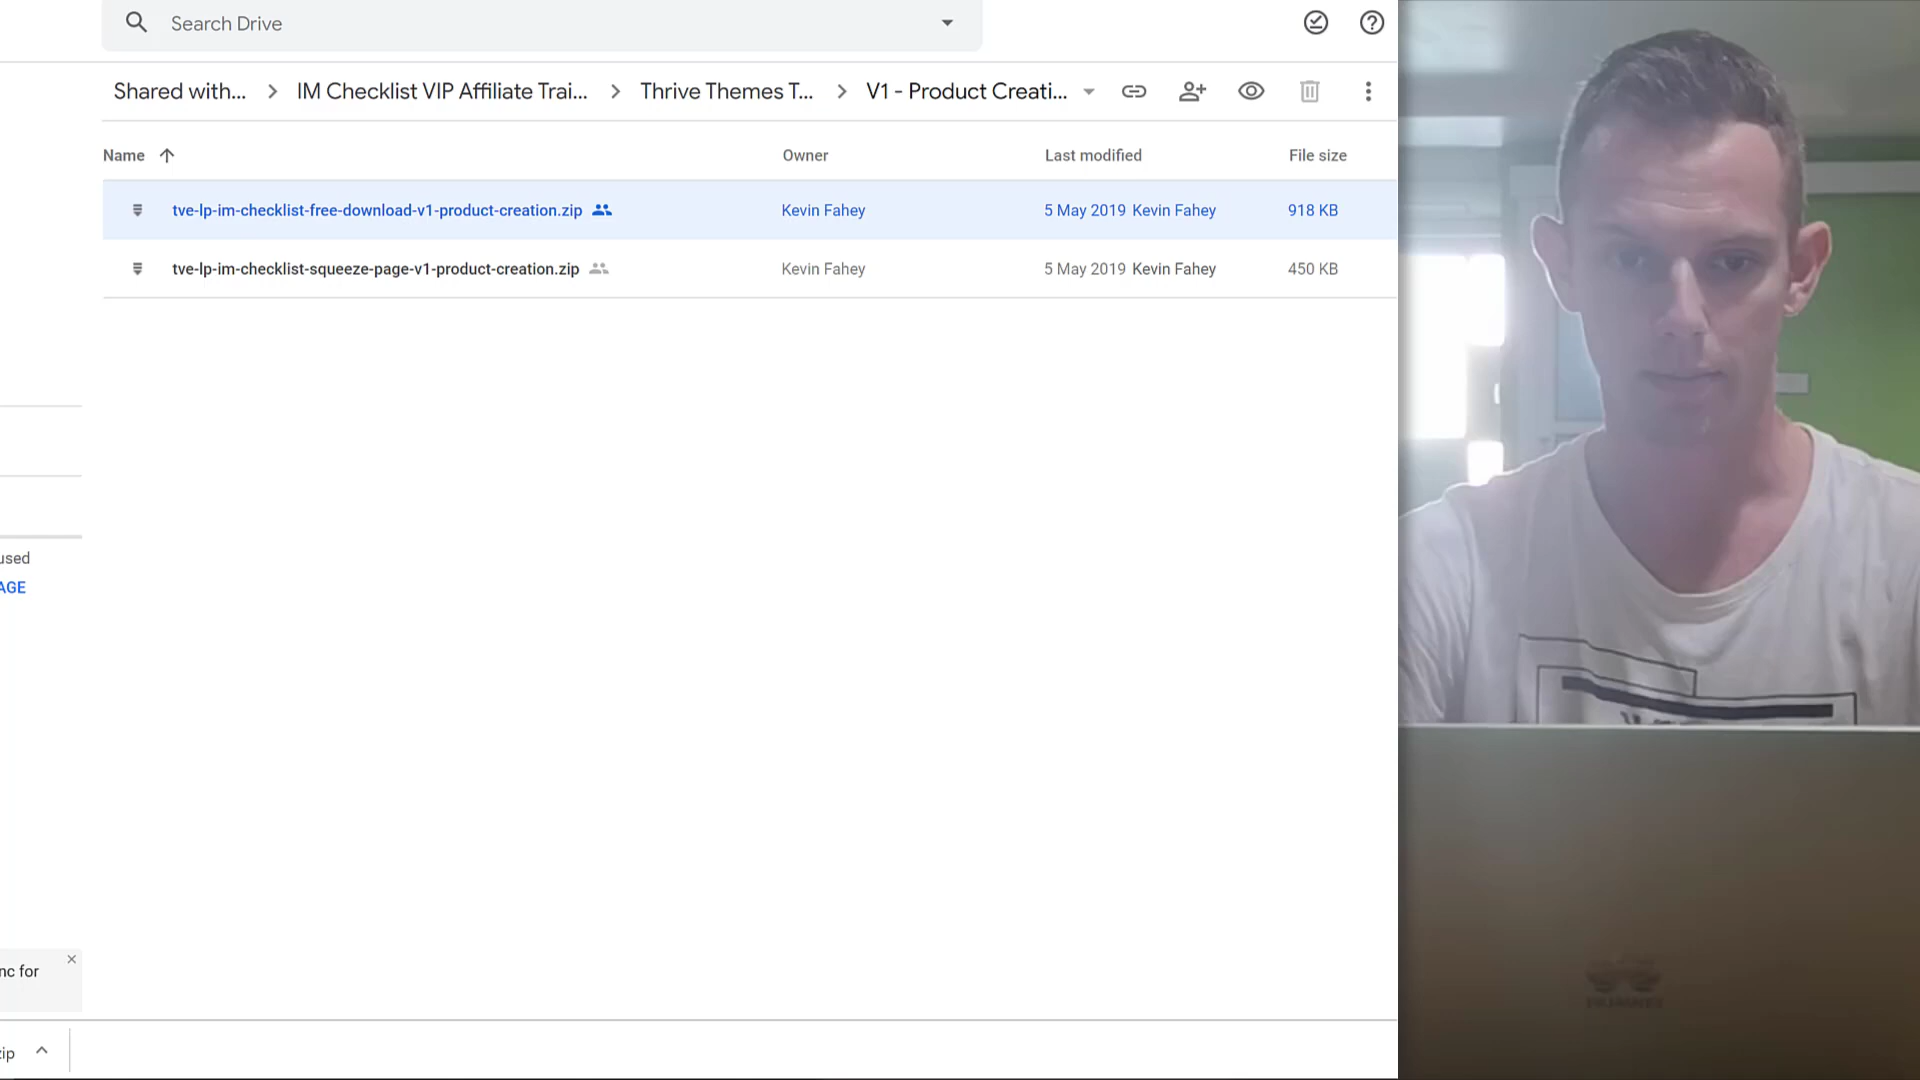 Search Drive
Shared with... > IM Checklist VIP Affiliate Trai... > Thrive Themes T... > V1 - Product Creati...
Name Owner Last modified File size
tve-lp-im-checklist-free-download-v1-product-creation.zip Kevin Fahey 5 May 2019 Kevin Fahey 918 KB
tve-lp-im-checklist-squeeze-page-v1-product-creation.zip Kevin Fahey 5 May 2019 Kevin Fahey 450 KB
used
AGE
nc for
zip